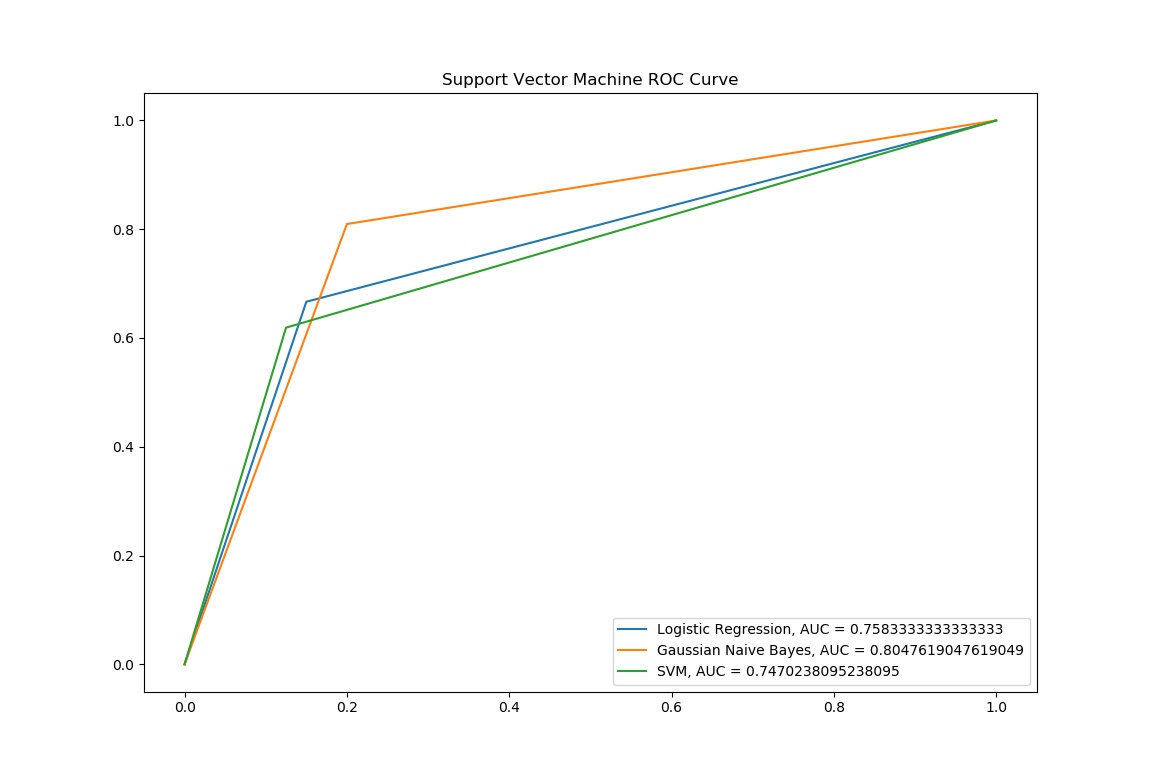 Support Vector Machine ROC Curve
1.0
0.8
0.6
0.4
0.2
0.0
Logistic Regression, AUC = 0.7583333333333333
Gaussian Naive Bayes, AUC = 0.8047619047619049
SVM, AUC = 0.7470238095238095
0.0 0.2 0.4 0.6 0.8 1.0